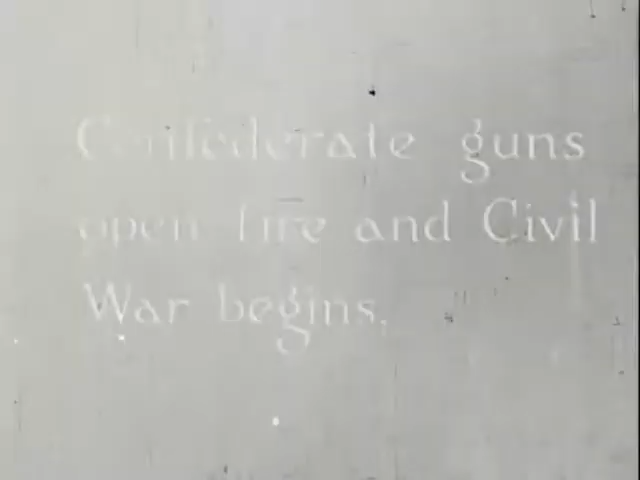 Confederate guns
open fire and Civil
War begins.